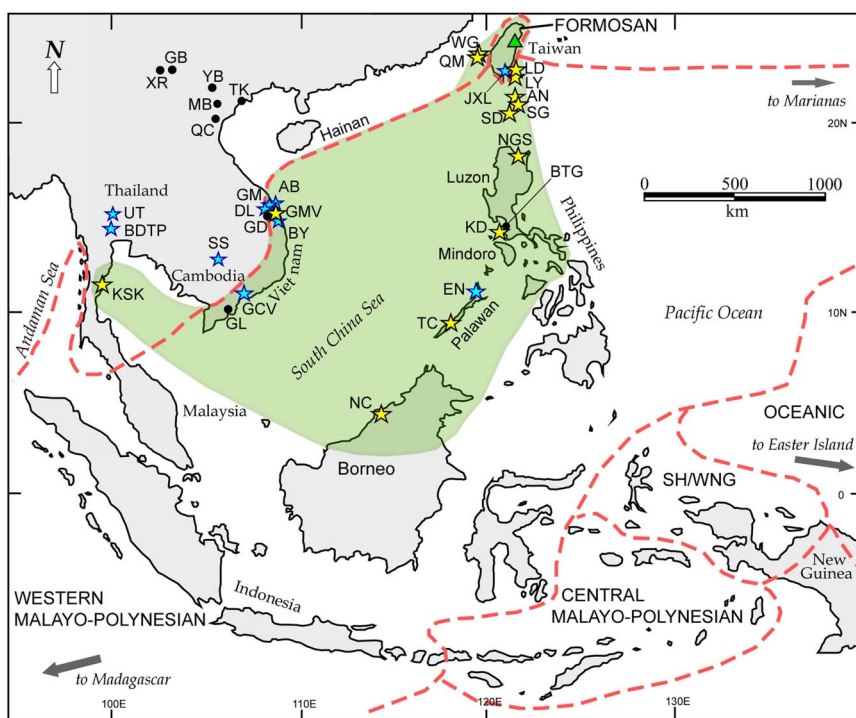 N
FORMOSAN
WG
QM
Taiwan
GB
XR
YB
TK
MB
QC
LD
LY
JXL
AN
SG
SD
to Marianas
20N
Hainan
NGS
Luzon
BTG
0 500 1000
km
Thailand
UT
BDTP
GM
AB
DL
GMV
GD
BY
SS
Cambodia
Viet nam
KD
Mindoro
Philippines
Andaman Sea
KSK
GCV
GL
EN
TC
Palawan
South China Sea
Pacific Ocean
10N
Malaysia
NC
Borneo
OCEANIC
to Easter Island
SH/WNG
0
New
Guinea
Indonesia
WESTERN
MALAYO-POLYNESIAN
CENTRAL
MALAYO-POLYNESIAN
to Madagascar
100E
110E
120E
130E